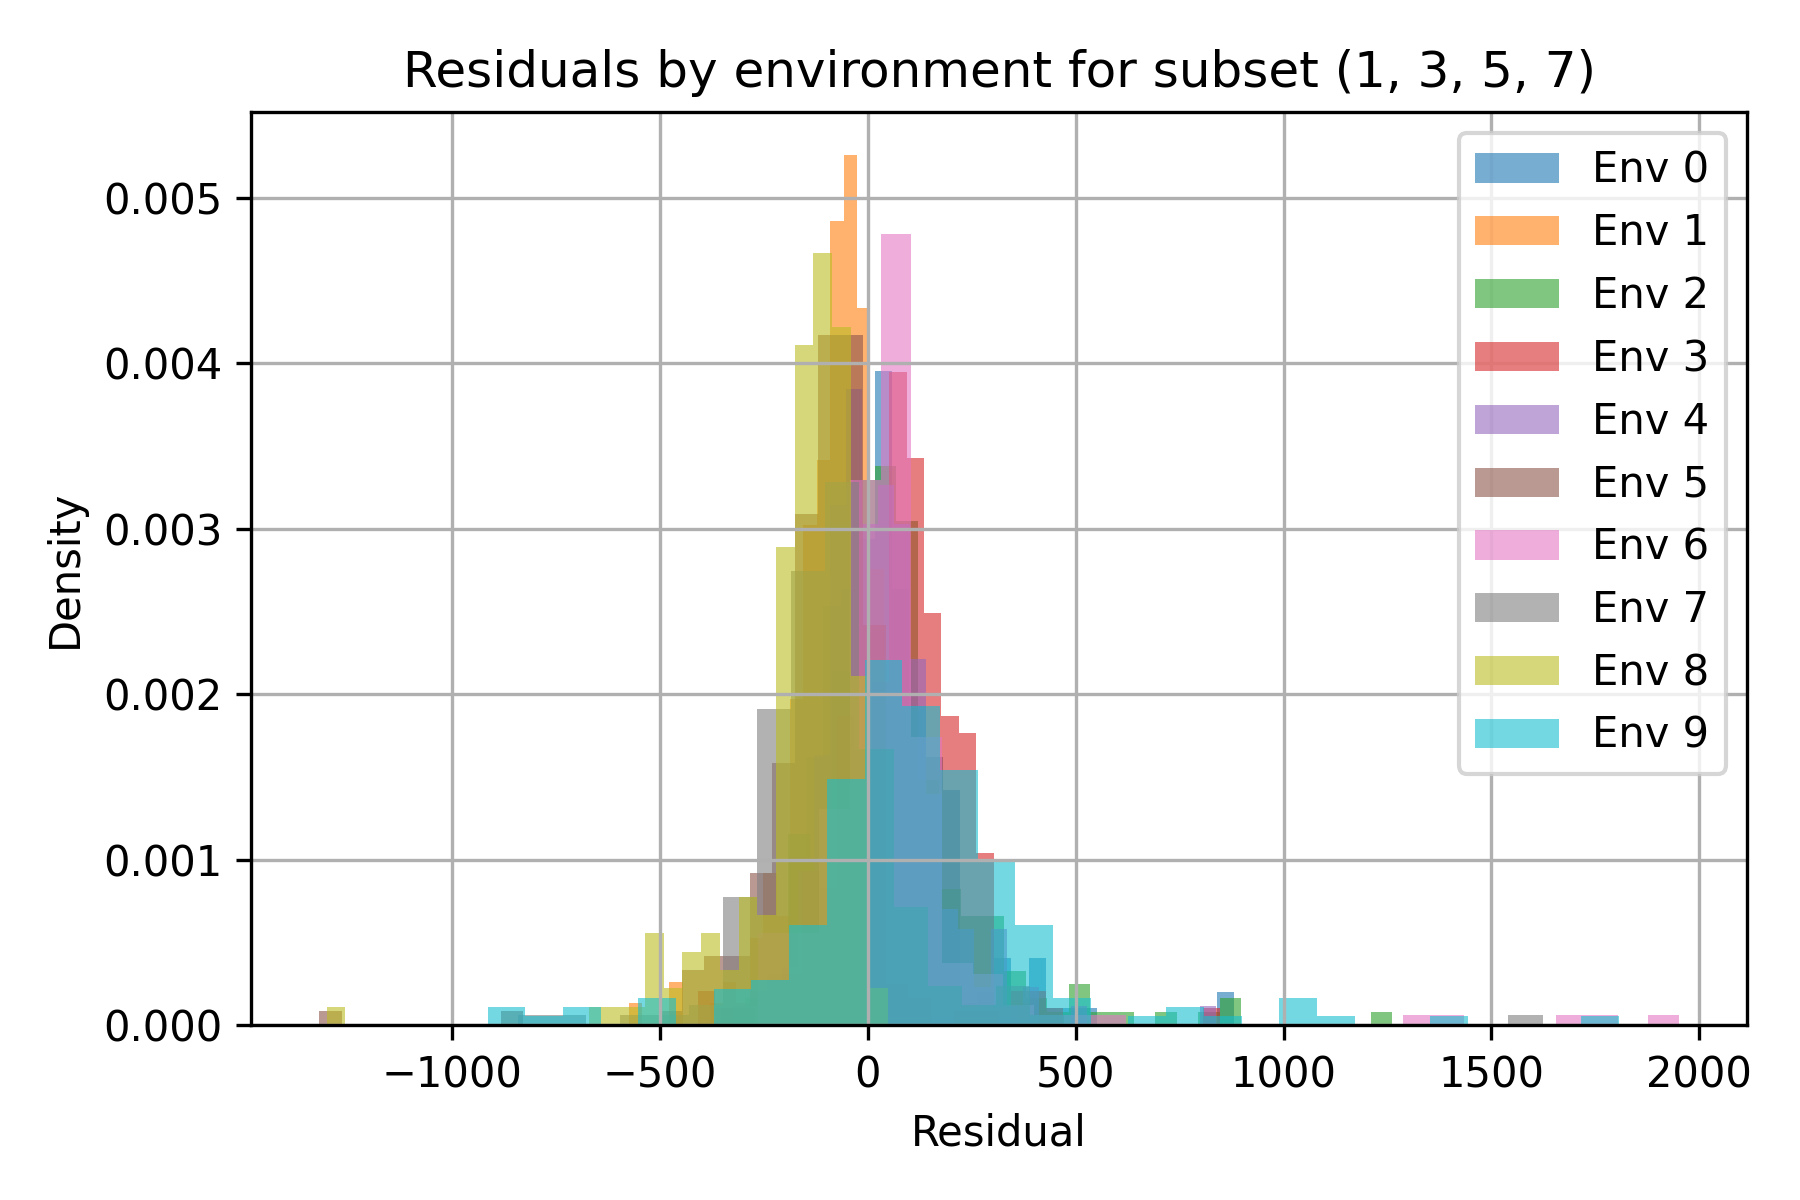 Residuals by environment for subset (1, 3, 5, 7)
Density
0.005
0.004
0.003
0.002
0.001
0.000
−1000
−500
0
500
1000
1500
2000
Residual
Env 0
Env 1
Env 2
Env 3
Env 4
Env 5
Env 6
Env 7
Env 8
Env 9